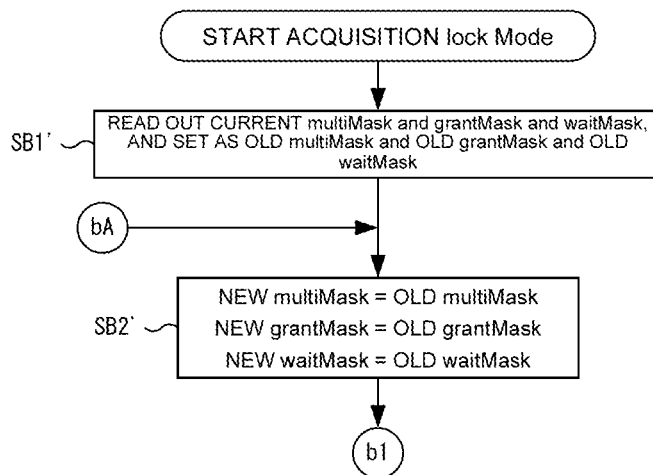 START ACQUISITION lock Mode
SB1'
READ OUT CURRENT multiMask and grantMask and waitMask,
AND SET AS OLD multiMask and OLD grantMask and OLD
waitMask
bA
SB2'
NEW multiMask = OLD multiMask
NEW grantMask = OLD grantMask
NEW waitMask = OLD waitMask
b1